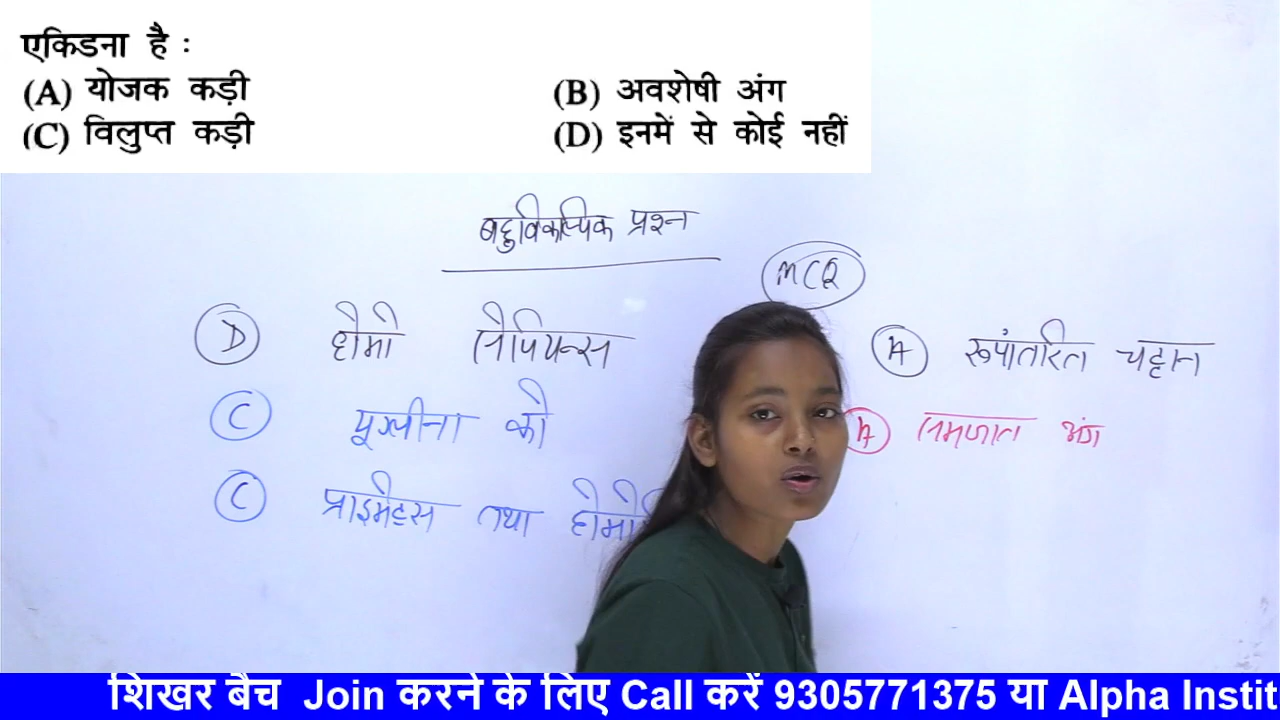 एकिडना है :
(A) योजक कड़ी (B) अवशेषी अंग
(C) विलुप्त कड़ी (D) इनमें से कोई नहीं
बहुविकल्पिक प्रश्न
MCQ
D होमो सेपियन्स
A रूपांतरित चट्टान
C यूग्लीना को
A समजात अंग
C प्राइमेट्स तथा
शिखर बैच Join करने के लिए Call करें 9305771375 या Alpha Instit